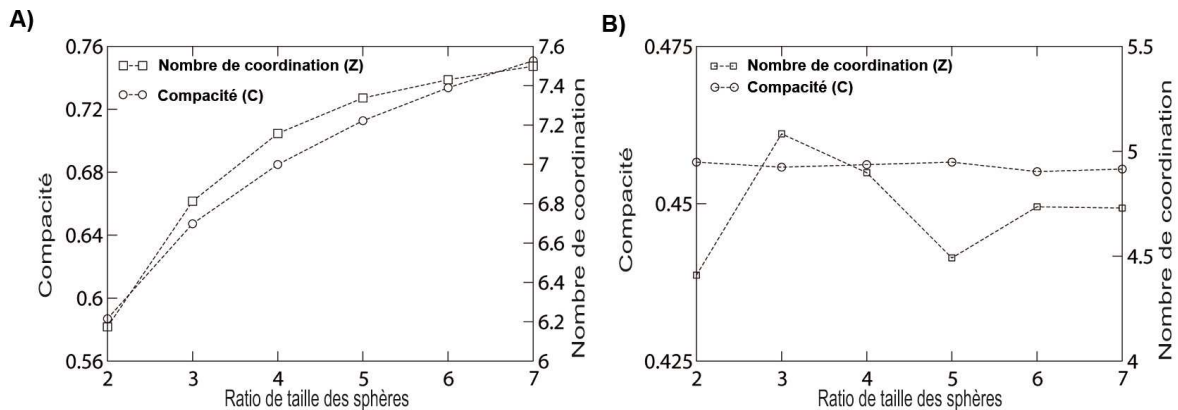 A)
0.76
0.72
0.68
0.64
0.6
0.56
Compacité
Nombre de coordination (Z)
Compacité (C)
7.6
7.4
7.2
7
6.8
6.6
6.4
6.2
6
Nombre de coordination
2 3 4 5 6 7
Ratio de taille des sphères
B)
0.475
0.45
0.425
Compacité
Nombre de coordination (Z)
Compacité (C)
5.5
5
4.5
4
Nombre de coordination
2 3 4 5 6 7
Ratio de taille des sphères